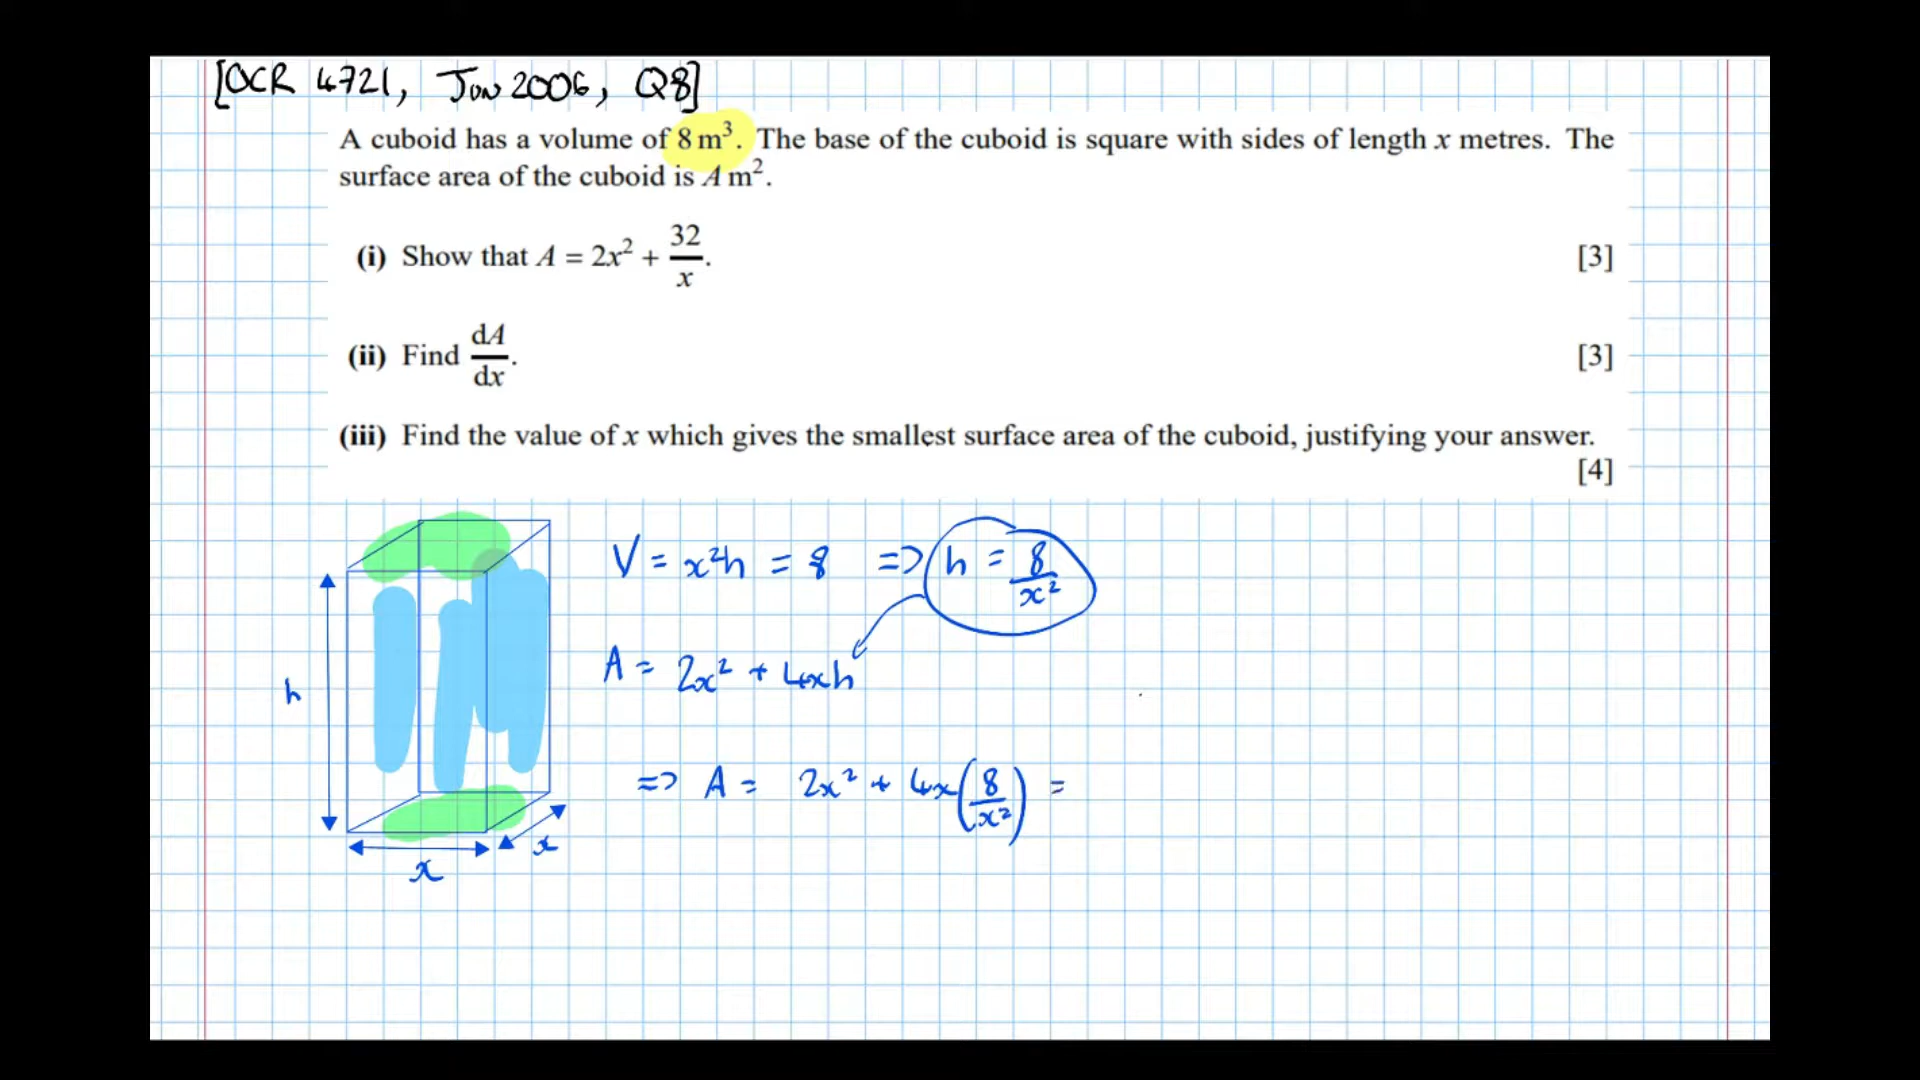 [OCR 4721, Jun 2006, Q8]
A cuboid has a volume of 8 m³. The base of the cuboid is square with sides of length x metres. The
surface area of the cuboid is A m².
(i) Show that A = 2x² + 32/x. [3]
(ii) Find dA/dx. [3]
(iii) Find the value of x which gives the smallest surface area of the cuboid, justifying your answer.
[4]
V = x²h = 8 => h = 8/x²
A = 2x² + 4xh
h
=> A = 2x² + 4x(8/x²) =
x
x